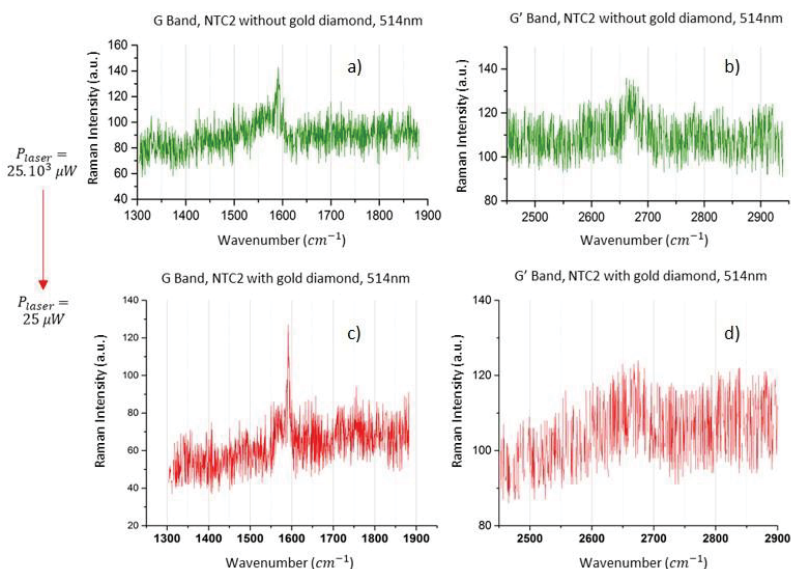 G Band, NTC2 without gold diamond, 514nm
G’ Band, NTC2 without gold diamond, 514nm
a)
b)
Raman Intensity (a.u.)
160
140
120
100
80
60
40
1300 1400 1500 1600 1700 1800 1900
Wavenumber (cm⁻¹)
Raman Intensity (a.u.)
140
120
100
80
2500 2600 2700 2800 2900
Wavenumber (cm⁻¹)
P_laser =
25.10³ μW
P_laser =
25 μW
G Band, NTC2 with gold diamond, 514nm
G’ Band, NTC2 with gold diamond, 514nm
c)
d)
Raman Intensity (a.u.)
140
120
100
80
60
40
20
1300 1400 1500 1600 1700 1800 1900
Wavenumber (cm⁻¹)
Raman Intensity (a.u.)
140
120
100
80
2500 2600 2700 2800 2900
Wavenumber (cm⁻¹)